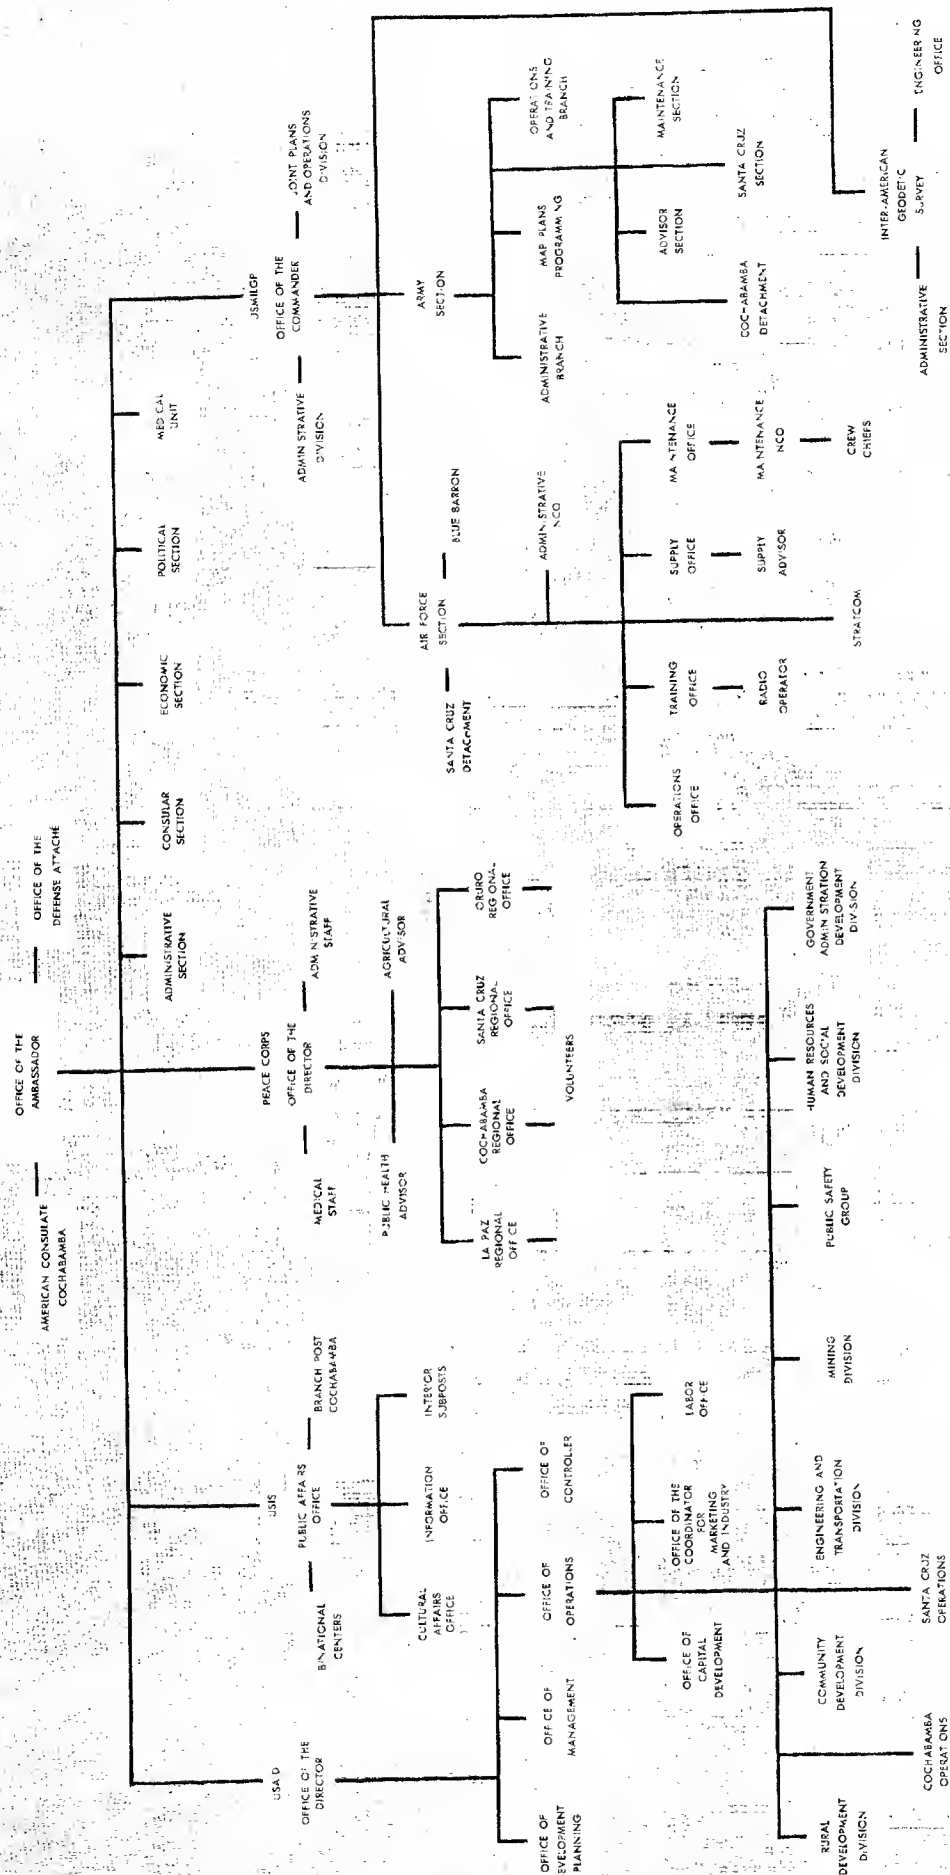 OFFICE OF THE
AMBASSADOR
AMERICAN CONSULATE
COCHABAMBA
OFFICE OF THE
DEFENSE ATTACHÉ
USAID
OFFICE OF THE
DIRECTOR
USIS
PUBLIC AFFAIRS
OFFICE
BINATIONAL
CENTERS
BRANCH POST
COCHABAMBA
PEACE CORPS
OFFICE OF THE
DIRECTOR
MEDICAL
STAFF
ADMINISTRATIVE
STAFF
ADMINISTRATIVE
SECTION
CONSULAR
SECTION
ECONOMIC
SECTION
POLITICAL
SECTION
MEDICAL
UNIT
USMILGP
OFFICE OF THE
COMMANDER
ADMINISTRATIVE
DIVISION
JOINT PLANS
AND OPERATIONS
DIVISION
CULTURAL
AFFAIRS
OFFICE
INFORMATION
OFFICE
INTERIOR
SUBPOSTS
PUBLIC HEALTH
ADVISOR
AGRICULTURAL
ADVISOR
LA PAZ
REGIONAL
OFFICE
COCHABAMBA
REGIONAL
OFFICE
SANTA CRUZ
REGIONAL
OFFICE
ORURO
REGIONAL
OFFICE
VOLUNTEERS
SANTA CRUZ
DETACHMENT
AIR FORCE
SECTION
BLUE BARRON
ADMINISTRATIVE
NCO
OPERATIONS
OFFICE
TRAINING
OFFICE
RADIO
OPERATOR
SUPPLY
OFFICE
SUPPLY
ADVISOR
MAINTENANCE
OFFICE
MAINTENANCE
NCO
CREW
CHIEFS
STRATCOM
ARMY
SECTION
ADMINISTRATIVE
BRANCH
MAP PLANS
PROGRAMMING
OPERATIONS
AND TRAINING
BRANCH
COCHABAMBA
DETACHMENT
ADVISOR
SECTION
SANTA CRUZ
SECTION
MAINTENANCE
SECTION
INTER-AMERICAN
GEODETIC
SURVEY
ADMINISTRATIVE
SECTION
ENGINEERING
OFFICE
OFFICE OF
DEVELOPMENT
PLANNING
OFFICE OF
MANAGEMENT
OFFICE OF
OPERATIONS
OFFICE OF
CONTROLLER
OFFICE OF
CAPITAL
DEVELOPMENT
OFFICE OF THE
COORDINATOR
FOR
MARKETING
AND INDUSTRY
LABOR
OFFICE
RURAL
DEVELOPMENT
DIVISION
COMMUNITY
DEVELOPMENT
DIVISION
ENGINEERING AND
TRANSPORTATION
DIVISION
MINING
DIVISION
PUBLIC SAFETY
GROUP
HUMAN RESOURCES
AND SOCIAL
DEVELOPMENT
DIVISION
GOVERNMENT
ADMINISTRATION
DEVELOPMENT
DIVISION
COCHABAMBA
OPERATIONS
SANTA CRUZ
OPERATIONS